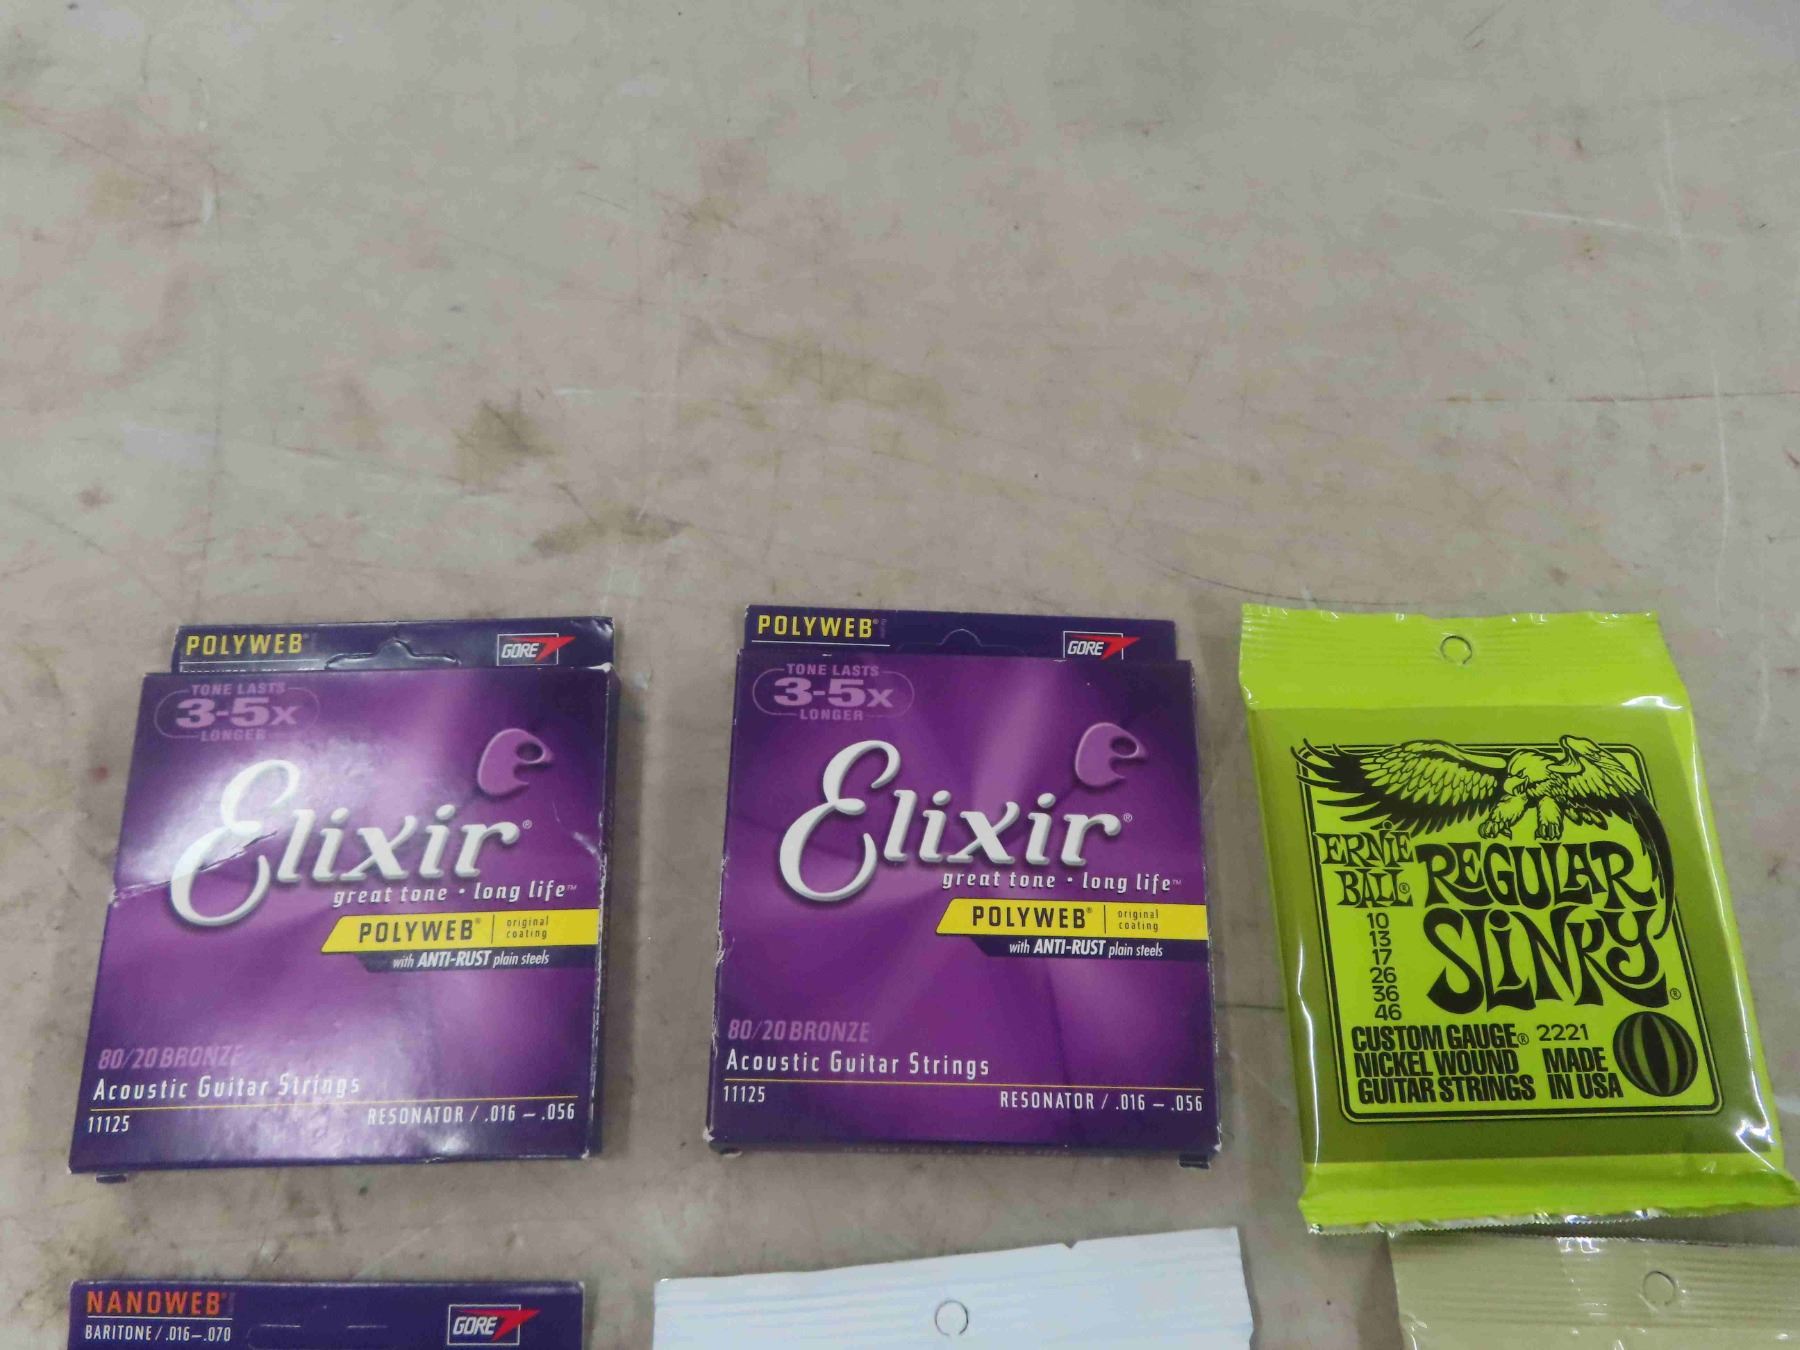 POLYWEB®
GORE
TONE LASTS
3-5x
LONGER
Elixir®
great tone • long life™
POLYWEB® original coating
with ANTI-RUST plain steels
80/20 BRONZE
Acoustic Guitar Strings
11125 RESONATOR / .016 – .056
POLYWEB®
GORE
TONE LASTS
3-5x
LONGER
Elixir®
great tone • long life™
POLYWEB® original coating
with ANTI-RUST plain steels
80/20 BRONZE
Acoustic Guitar Strings
11125 RESONATOR / .016 – .056
ERNIE BALL®
REGULAR
SLINKY®
10
13
17
26
36
46
CUSTOM GAUGE® 2221
NICKEL WOUND MADE
GUITAR STRINGS IN USA
NANOWEB®
GORE
BARITONE / .016–.070